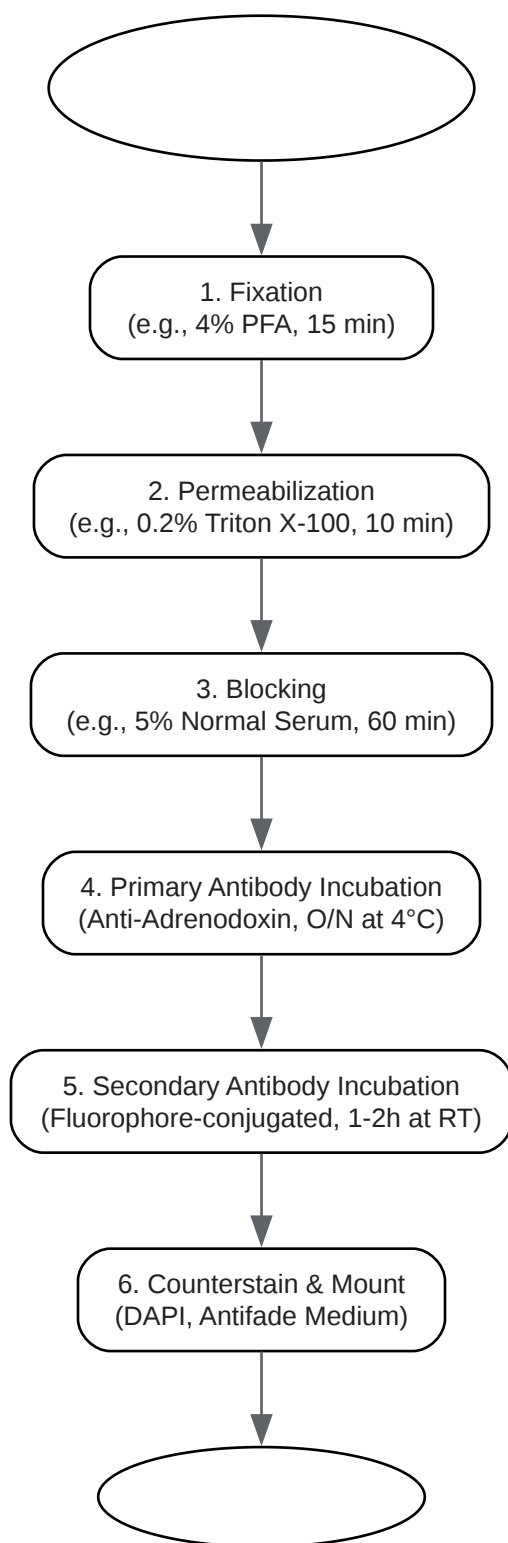 1. Fixation
(e.g., 4% PFA, 15 min)
2. Permeabilization
(e.g., 0.2% Triton X-100, 10 min)
3. Blocking
(e.g., 5% Normal Serum, 60 min)
4. Primary Antibody Incubation
(Anti-Adrenodoxin, O/N at 4°C)
5. Secondary Antibody Incubation
(Fluorophore-conjugated, 1-2h at RT)
6. Counterstain & Mount
(DAPI, Antifade Medium)